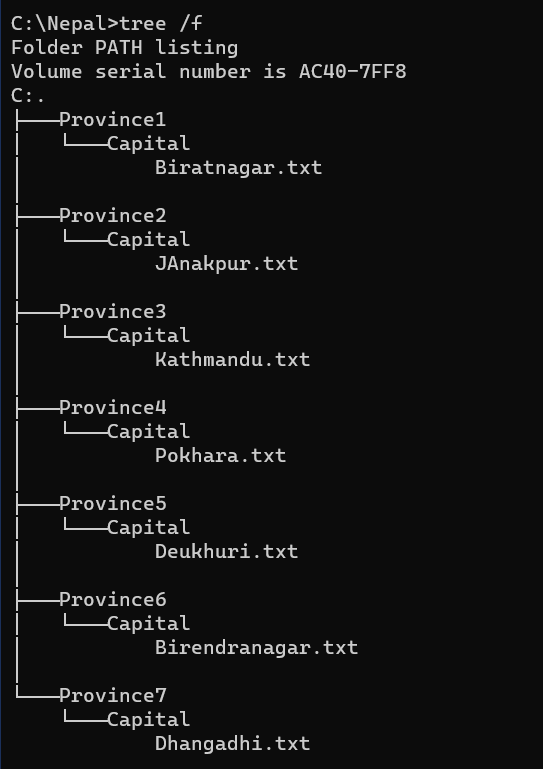 C:\Nepal>tree /f
Folder PATH listing
Volume serial number is AC40-7FF8
C:.
├───Province1
│   └───Capital
│           Biratnagar.txt
│
├───Province2
│   └───Capital
│           JAnakpur.txt
│
├───Province3
│   └───Capital
│           Kathmandu.txt
│
├───Province4
│   └───Capital
│           Pokhara.txt
│
├───Province5
│   └───Capital
│           Deukhuri.txt
│
├───Province6
│   └───Capital
│           Birendranagar.txt
│
└───Province7
    └───Capital
            Dhangadhi.txt